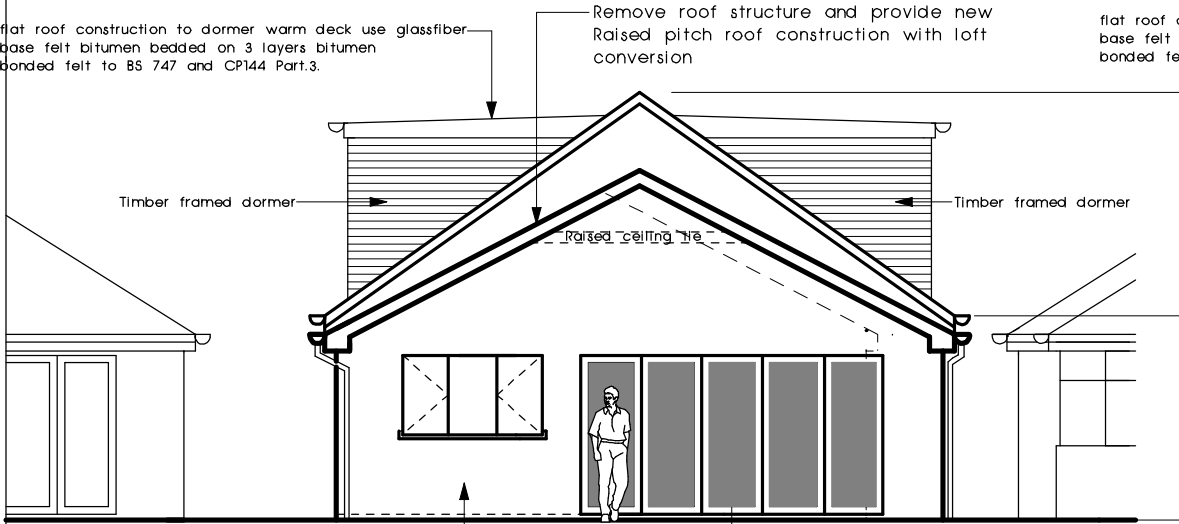 flat roof construction to dormer warm deck use glassfiber
base felt bitumen bedded on 3 layers bitumen
bonded felt to BS 747 and CP144 Part.3.
Remove roof structure and provide new
Raised pitch roof construction with loft
conversion
flat roof
base felt
bonded
Timber framed dormer
Timber framed dormer
Raised ceiling tie